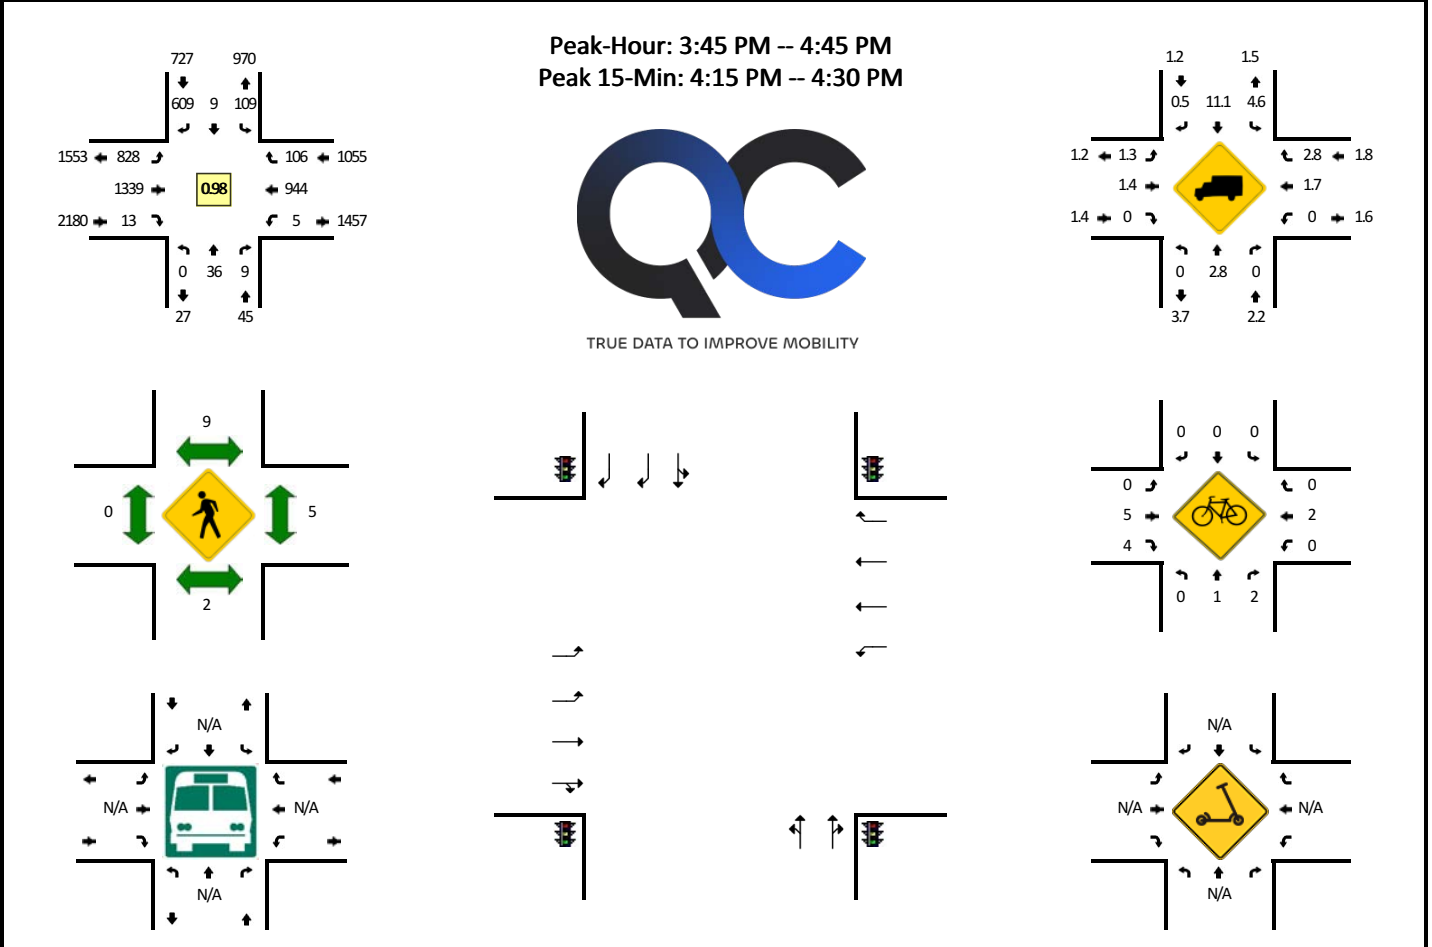 Peak-Hour: 3:45 PM -- 4:45 PM
Peak 15-Min: 4:15 PM -- 4:30 PM
727 970
609 9 109
1553 828 106 1055
1339 0.98 944
2180 13 5 1457
0 36 9
27 45
1.2 1.5
0.5 11.1 4.6
1.2 1.3 2.8 1.8
1.4 1.7
1.4 0 0 1.6
0 2.8 0
3.7 2.2
QC
TRUE DATA TO IMPROVE MOBILITY
9
0 5
2
0 0 0
0 0
5 2
4 0
0 1 2
N/A
N/A N/A
N/A
N/A
N/A N/A
N/A